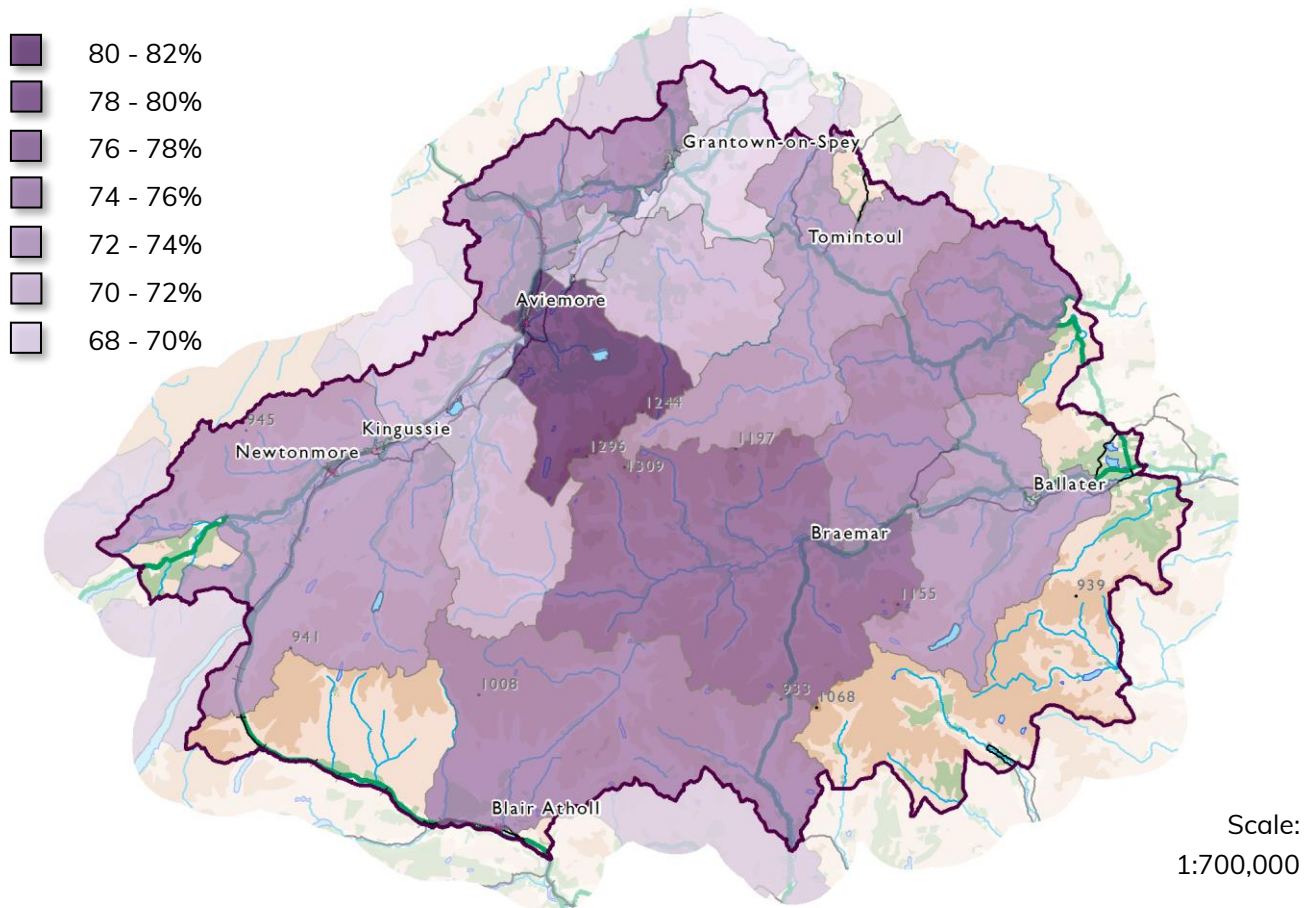 80 - 82%
78 - 80%
76 - 78%
74 - 76%
72 - 74%
70 - 72%
68 - 70%
Grantown-on-Spey
Tomintoul
Aviemore
1244
945
Kingussie
Newtonmore
1296
1197
1309
Ballater
Braemar
1155
939
941
1008
933
1068
Blair Atholl
Scale:
1:700,000